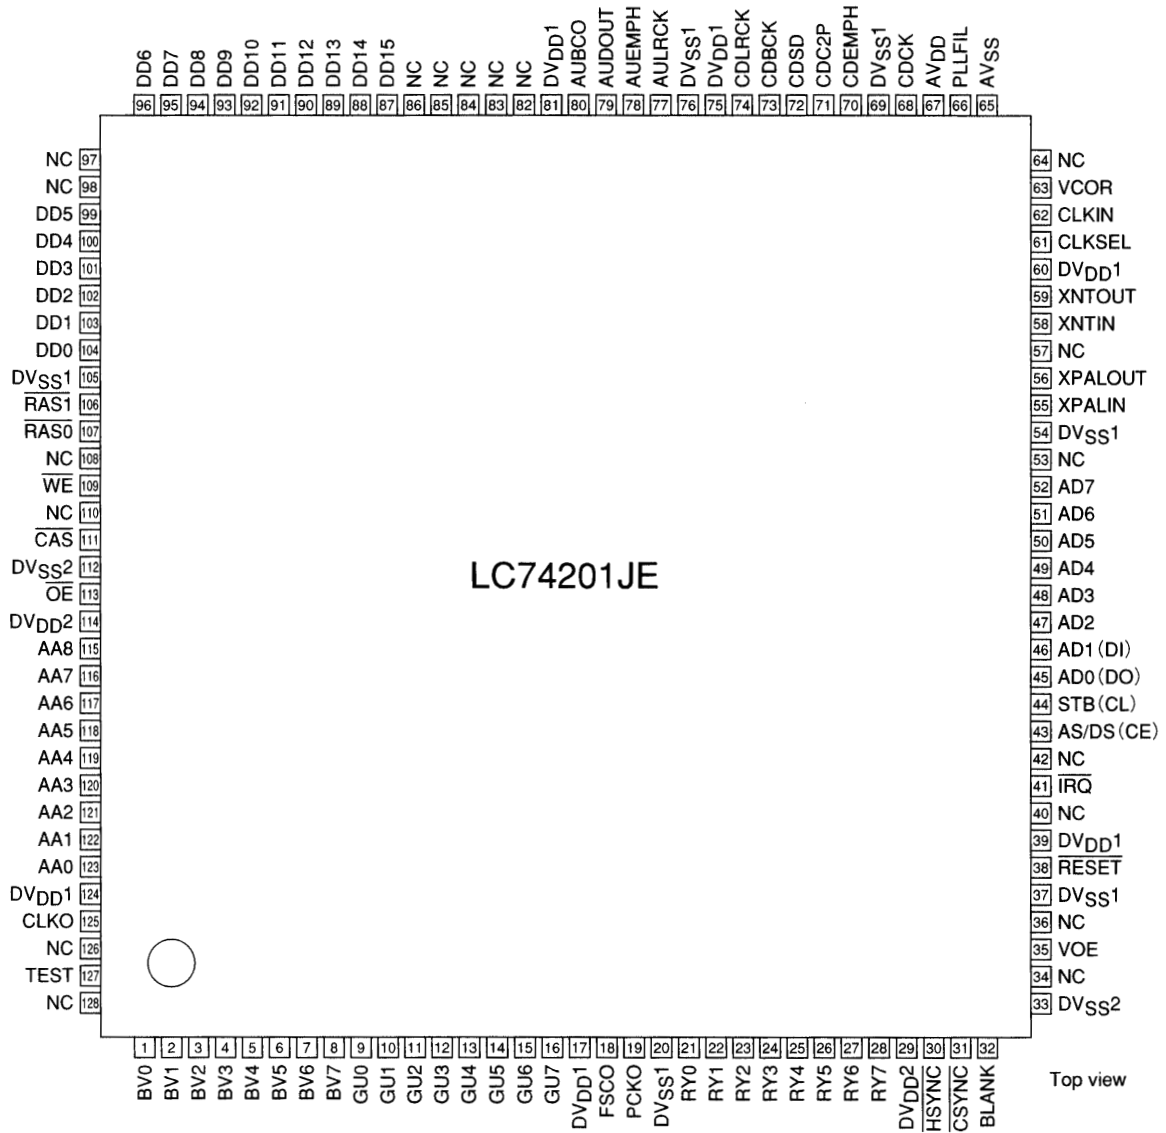 DD6 DD7 DD8 DD9 DD10 DD11 DD12 DD13 DD14 DD15 NC NC NC NC NC DVDD1 AUBCO AUDOUT AUEMPH AULRCK DVSS1 DVDD1 CDLRCK CDBCK CDSD CDC2P CDEMPH DVSS1 CDCK AVDD PLLFIL AVSS
96 95 94 93 92 91 90 89 88 87 86 85 84 83 82 81 80 79 78 77 76 75 74 73 72 71 70 69 68 67 66 65
NC 97
NC 98
DD5 99
DD4 100
DD3 101
DD2 102
DD1 103
DD0 104
DVSS1 105
RAS1 106
RAS0 107
NC 108
WE 109
NC 110
CAS 111
DVSS2 112
OE 113
DVDD2 114
AA8 115
AA7 116
AA6 117
AA5 118
AA4 119
AA3 120
AA2 121
AA1 122
AA0 123
DVDD1 124
CLKO 125
NC 126
TEST 127
NC 128
LC74201JE
64 NC
63 VCOR
62 CLKIN
61 CLKSEL
60 DVDD1
59 XNTOUT
58 XNTIN
57 NC
56 XPALOUT
55 XPALIN
54 DVSS1
53 NC
52 AD7
51 AD6
50 AD5
49 AD4
48 AD3
47 AD2
46 AD1(DI)
45 AD0(DO)
44 STB(CL)
43 AS/DS(CE)
42 NC
41 IRQ
40 NC
39 DVDD1
38 RESET
37 DVSS1
36 NC
35 VOE
34 NC
33 DVSS2
1 2 3 4 5 6 7 8 9 10 11 12 13 14 15 16 17 18 19 20 21 22 23 24 25 26 27 28 29 30 31 32
BV0 BV1 BV2 BV3 BV4 BV5 BV6 BV7 GU0 GU1 GU2 GU3 GU4 GU5 GU6 GU7 DVDD1 FSCO PCKO DVSS1 RY0 RY1 RY2 RY3 RY4 RY5 RY6 RY7 DVDD2 HSYNC CSYNC BLANK
Top view